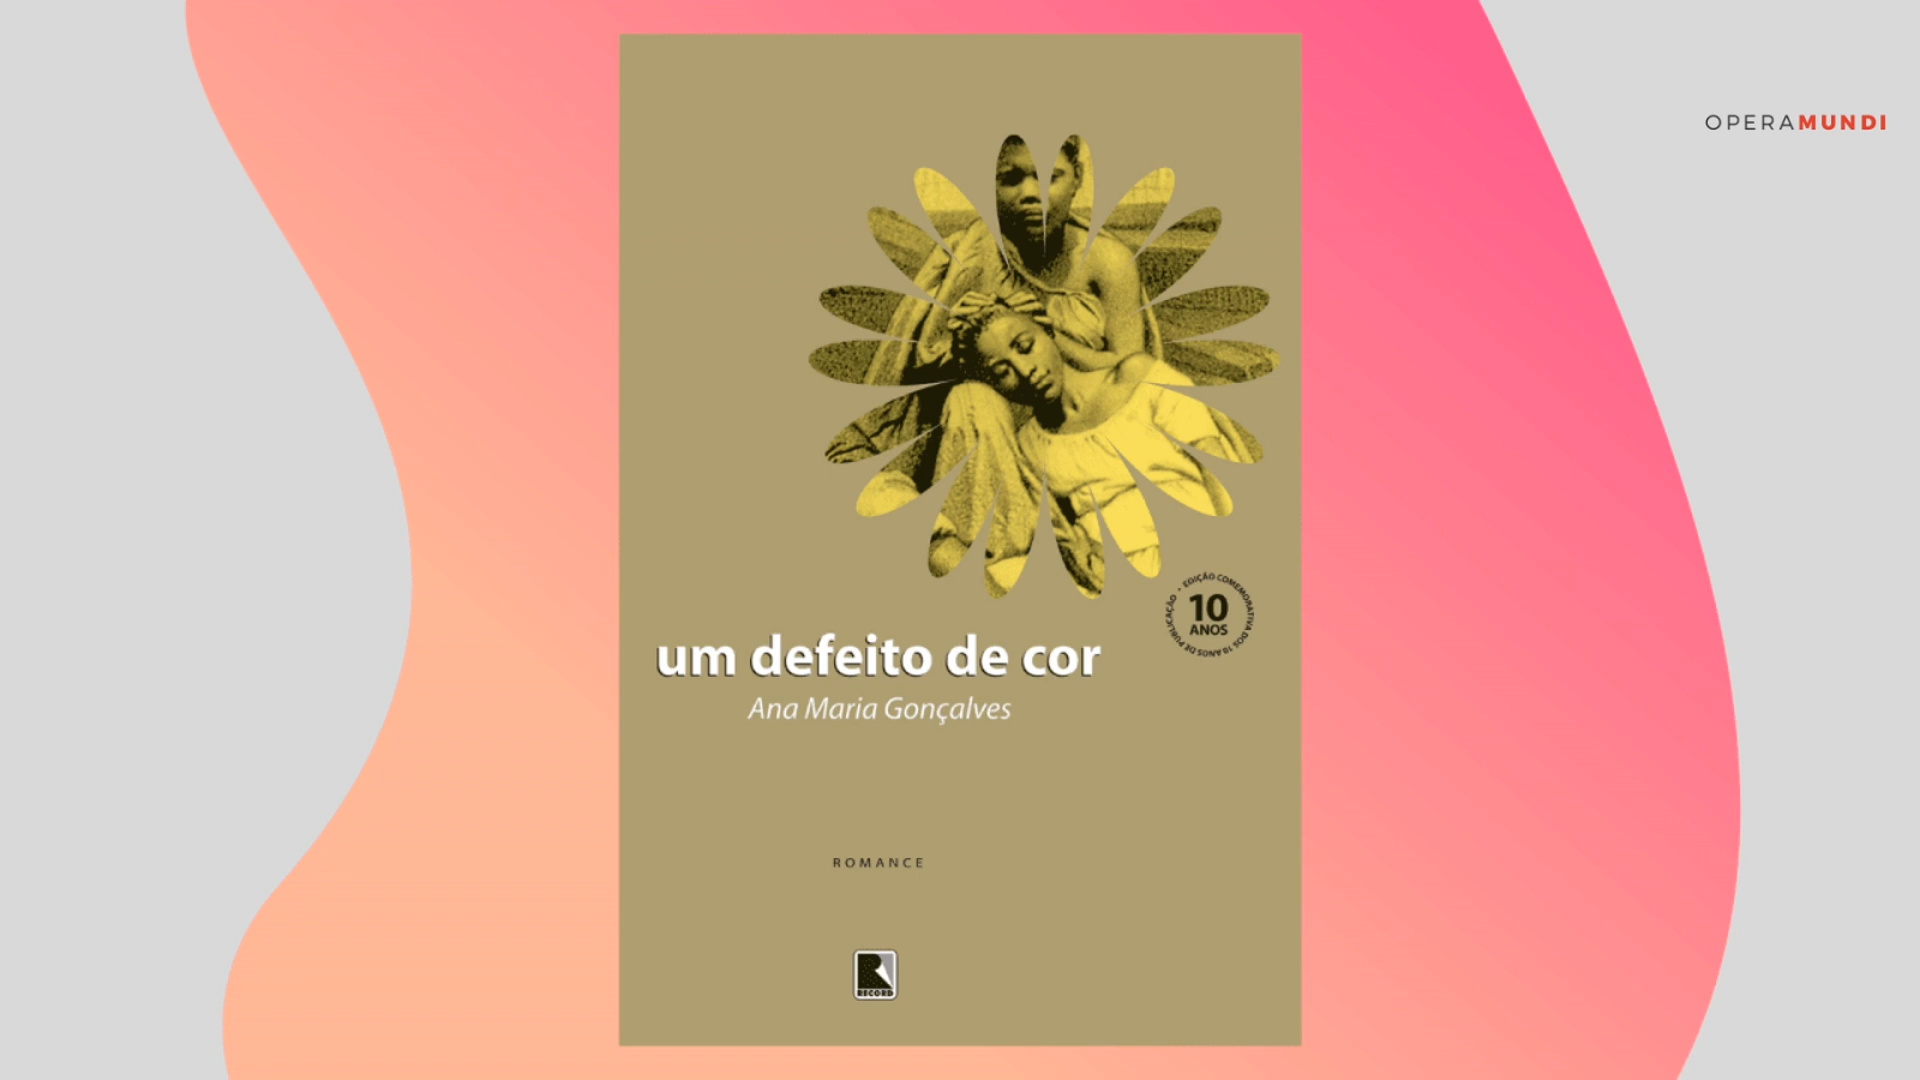 OPERAMUNDI
• EDIÇÃO COMEMORATIVA DOS 10 ANOS DE PUBLICAÇÃO
10
ANOS
um defeito de cor
Ana Maria Gonçalves
ROMANCE
RECORD